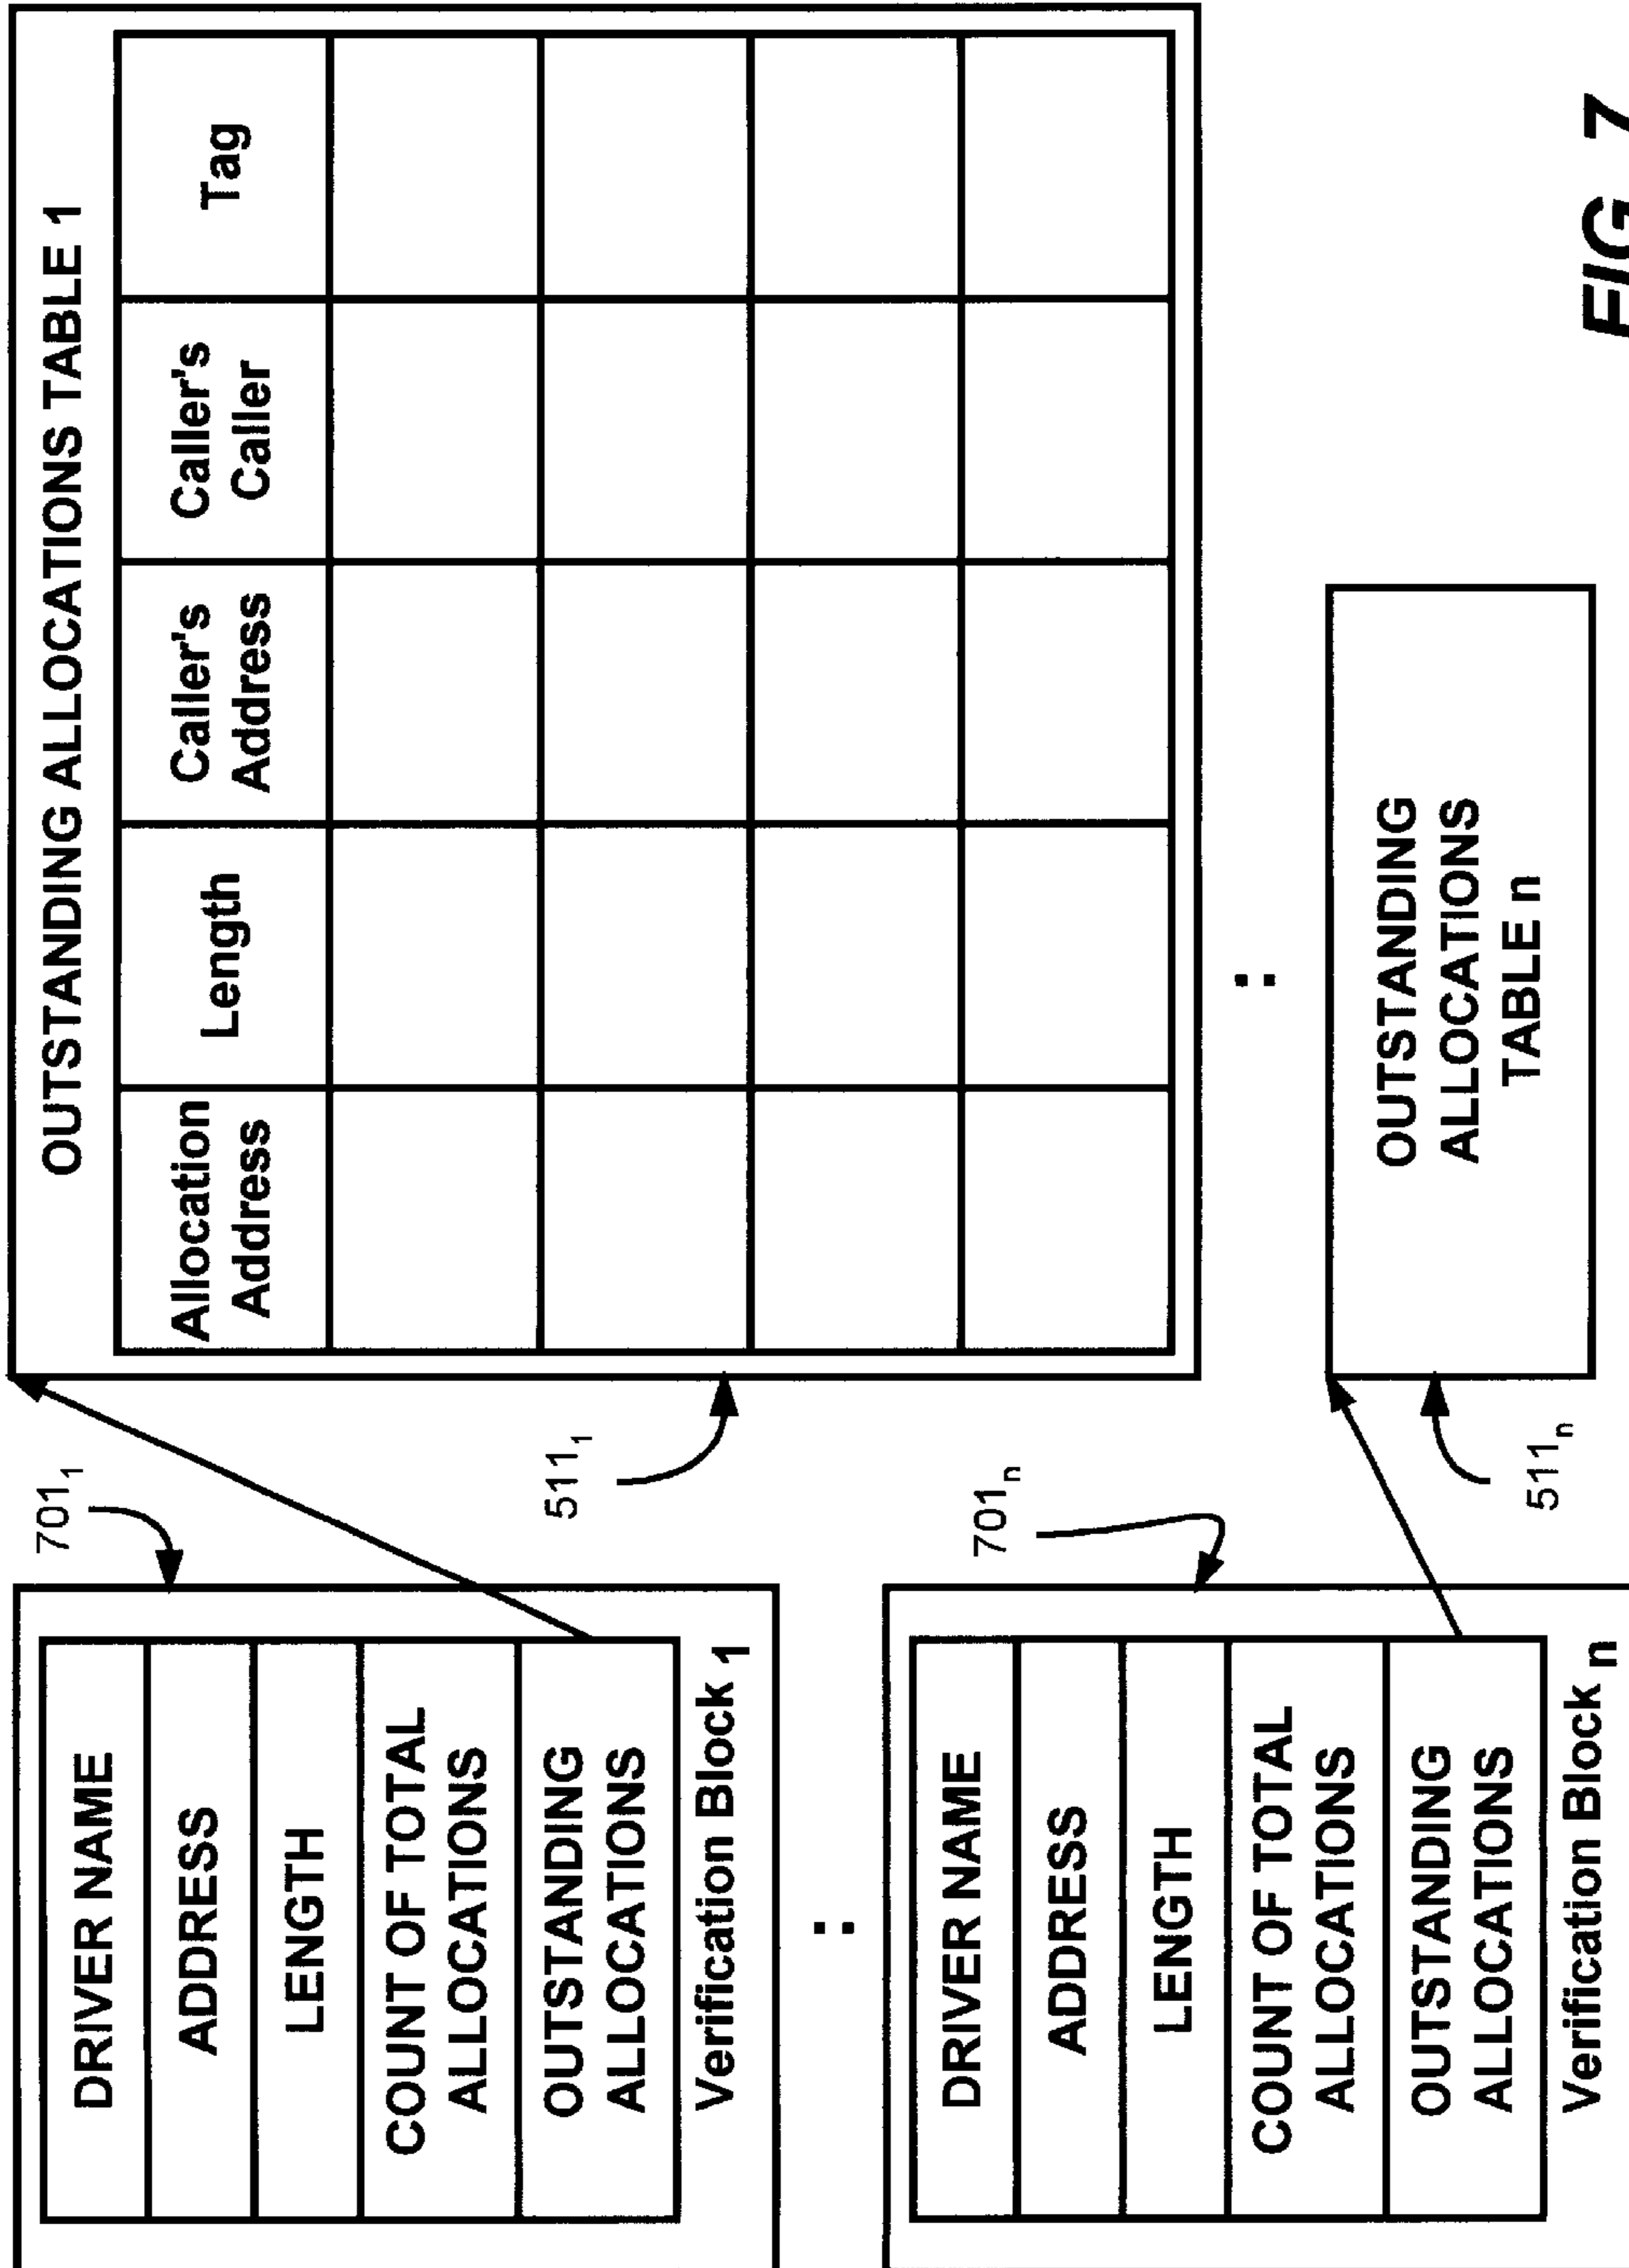 701₁
DRIVER NAME
ADDRESS
LENGTH
COUNT OF TOTAL
ALLOCATIONS
OUTSTANDING
ALLOCATIONS
Verification Block 1
:
701ₙ
DRIVER NAME
ADDRESS
LENGTH
COUNT OF TOTAL
ALLOCATIONS
OUTSTANDING
ALLOCATIONS
Verification Block n
OUTSTANDING ALLOCATIONS TABLE 1
Allocation
Address
Length
Caller's
Address
Caller's
Caller
Tag
511₁
:
OUTSTANDING
ALLOCATIONS
TABLE n
511ₙ
FIG 7